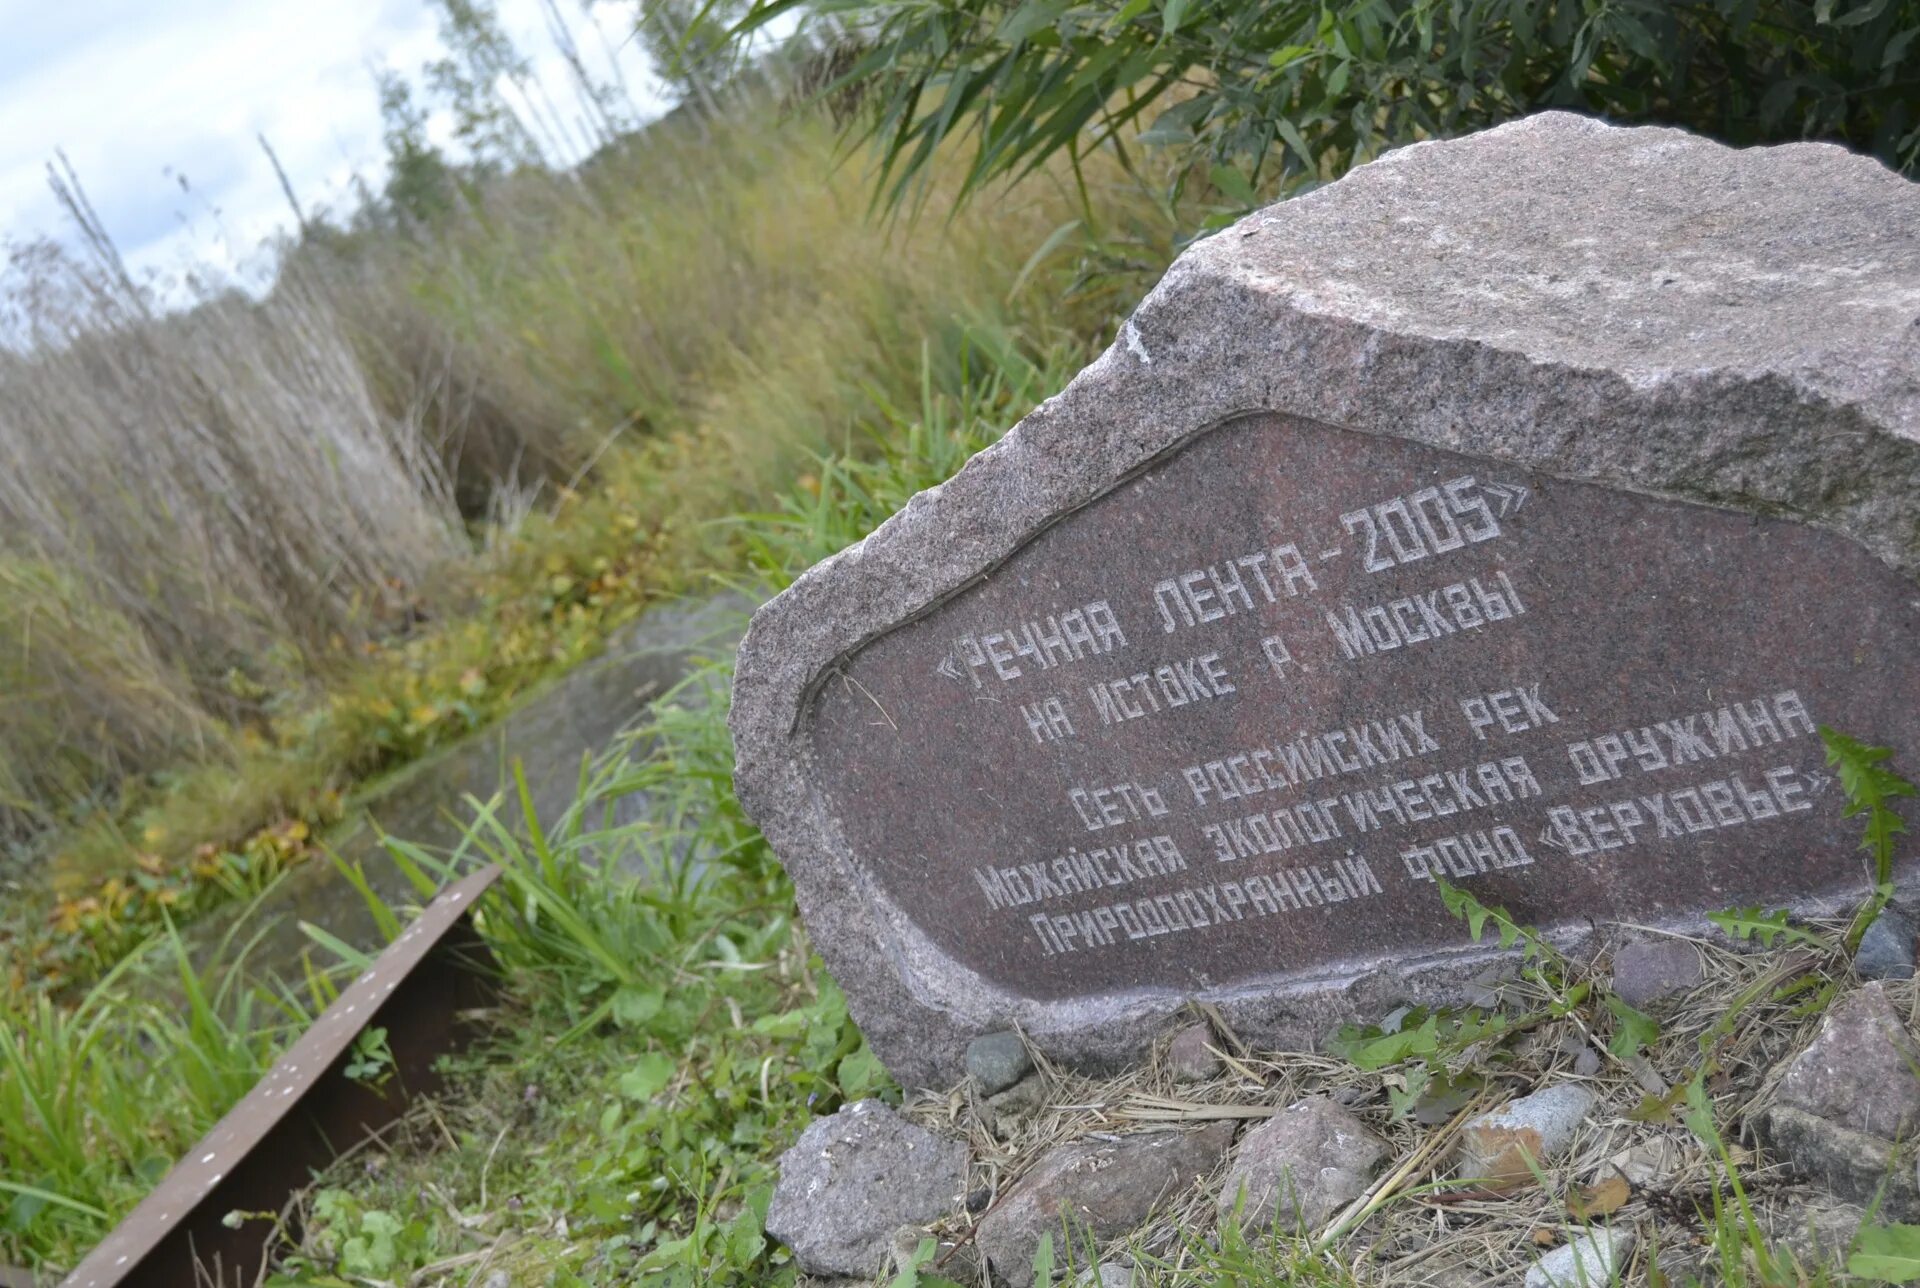 «Речная лента – 2005»
на истоке р. Москвы
Сеть российских рек
Можайская экологическая дружина
Природоохранный фонд «Верховье»